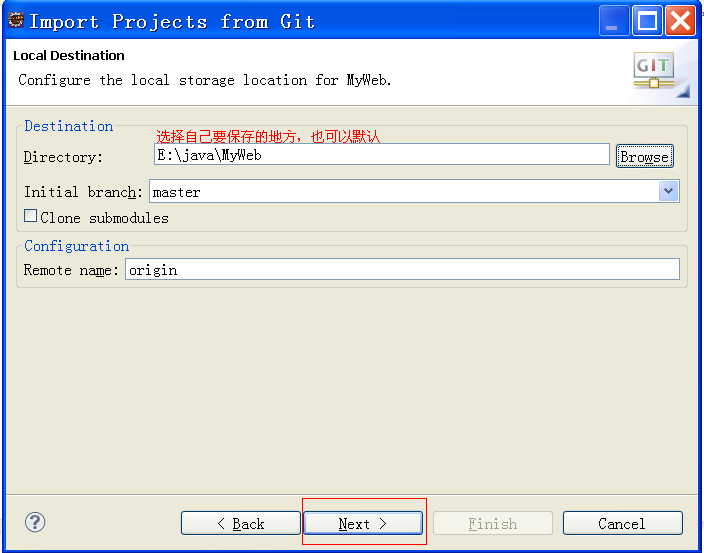 Import Projects from Git
Local Destination
Configure the local storage location for MyWeb.
GIT
Destination
选择自己要保存的地方，也可以默认
Directory: E:\java\MyWeb Browse
Initial branch: master
Clone submodules
Configuration
Remote name: origin
? < Back Next > Finish Cancel